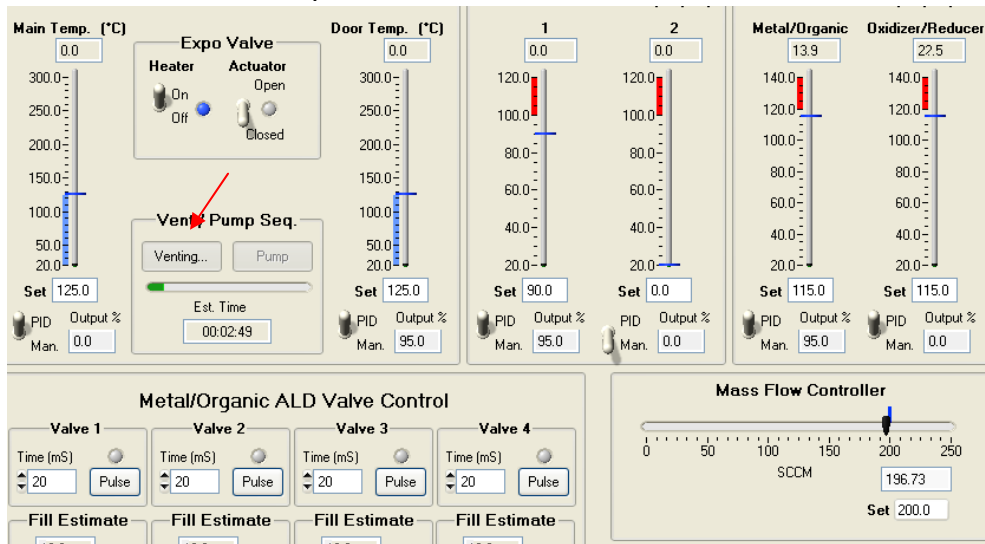 Main Temp. (°C)
0.0
300.0
250.0
200.0
150.0
100.0
50.0
20.0
Set 125.0
PID Output %
Man. 0.0
Expo Valve
Heater Actuator
On Open
Off Closed
Vent/ Pump Seq.
Venting... Pump
Est. Time
00:02:49
Door Temp. (°C)
0.0
300.0
250.0
200.0
150.0
100.0
50.0
20.0
Set 125.0
PID Output %
Man. 95.0
1
0.0
120.0
100.0
80.0
60.0
40.0
20.0
Set 90.0
PID Output %
Man. 95.0
2
0.0
120.0
100.0
80.0
60.0
40.0
20.0
Set 0.0
PID Output %
Man. 0.0
Metal/Organic
13.9
140.0
120.0
100.0
80.0
60.0
40.0
20.0
Set 115.0
PID Output %
Man. 95.0
Oxidizer/Reducer
22.5
140.0
120.0
100.0
80.0
60.0
40.0
20.0
Set 115.0
PID Output %
Man. 0.0
Metal/Organic ALD Valve Control
Valve 1 Valve 2 Valve 3 Valve 4
Time (mS) Time (mS) Time (mS) Time (mS)
20 Pulse 20 Pulse 20 Pulse 20 Pulse
Fill Estimate Fill Estimate Fill Estimate Fill Estimate
Mass Flow Controller
0 50 100 150 200 250
SCCM
196.73
Set 200.0